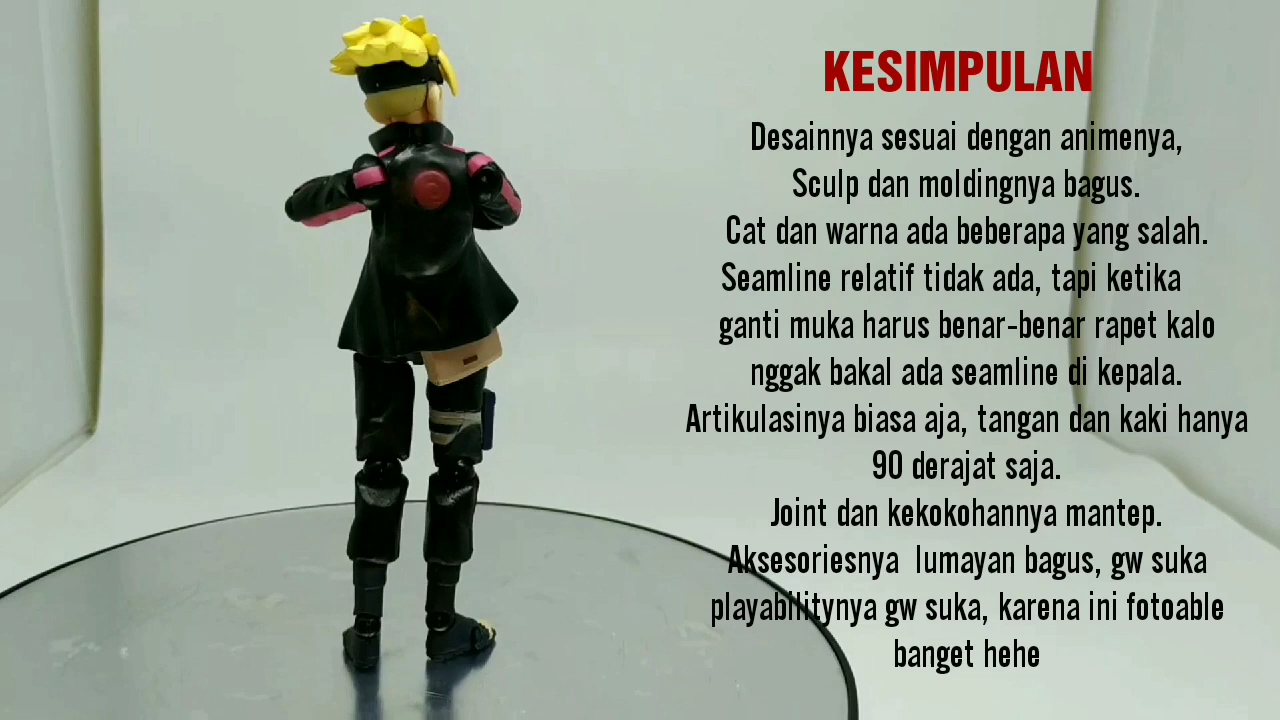 KESIMPULAN
Desainnya sesuai dengan animenya,
Sculp dan moldingnya bagus.
Cat dan warna ada beberapa yang salah.
Seamline relatif tidak ada, tapi ketika
ganti muka harus benar-benar rapet kalo
nggak bakal ada seamline di kepala.
Artikulasinya biasa aja, tangan dan kaki hanya
90 derajat saja.
Joint dan kekokohannya mantep.
Aksesoriesnya  lumayan bagus, gw suka
playabilitynya gw suka, karena ini fotoable
banget hehe